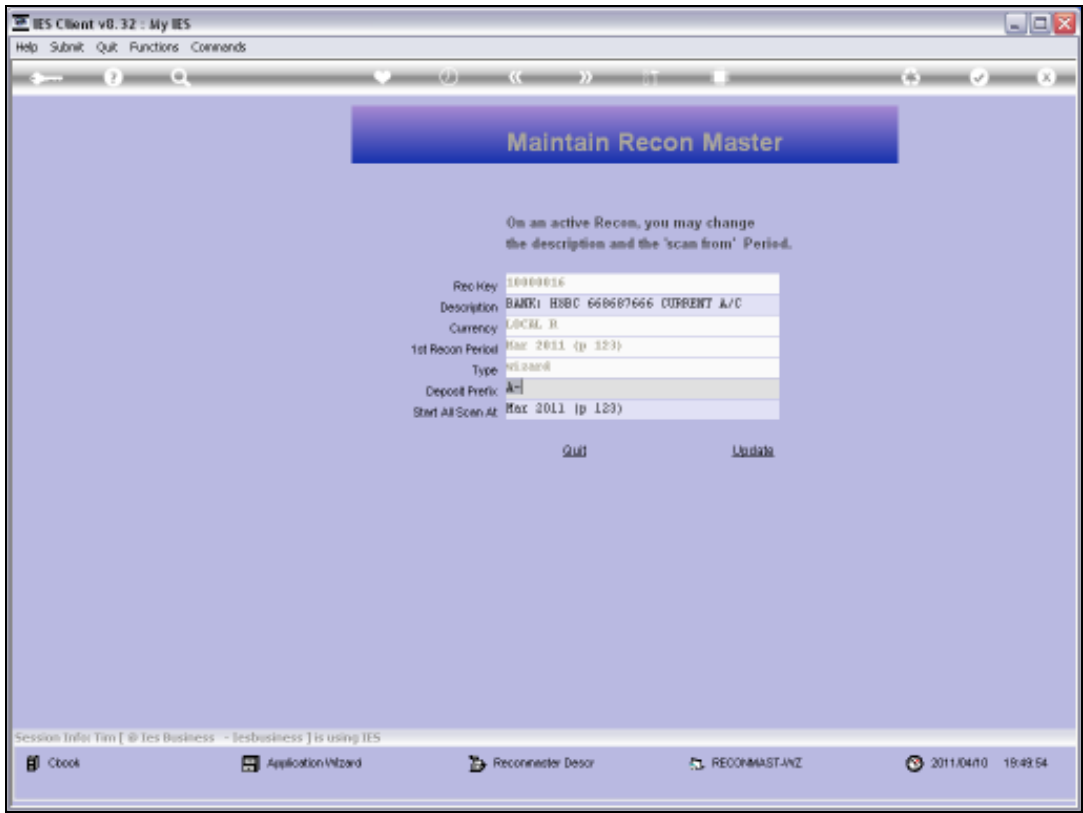 IES Client v8.32 : My IES
Help Submit Quit Functions Commands
Maintain Recon Master
On an active Recon, you may change
the description and the 'scan from' Period.
Rec Key 10000016
Description BANK: HSBC 668687666 CURRENT A/C
Currency LOCAL R
1st Recon Period Mar 2011 (p 123)
Type wizard
Deposit Prefix A-
Start All Scan At Mar 2011 (p 123)
Quit Update
Session Info: Tim [ @ Ies Business - Iesbusiness ] is using IES
Cbook Application Wizard Reconmaster Descr RECONMAST-WIZ 2011/04/10 19:49:54